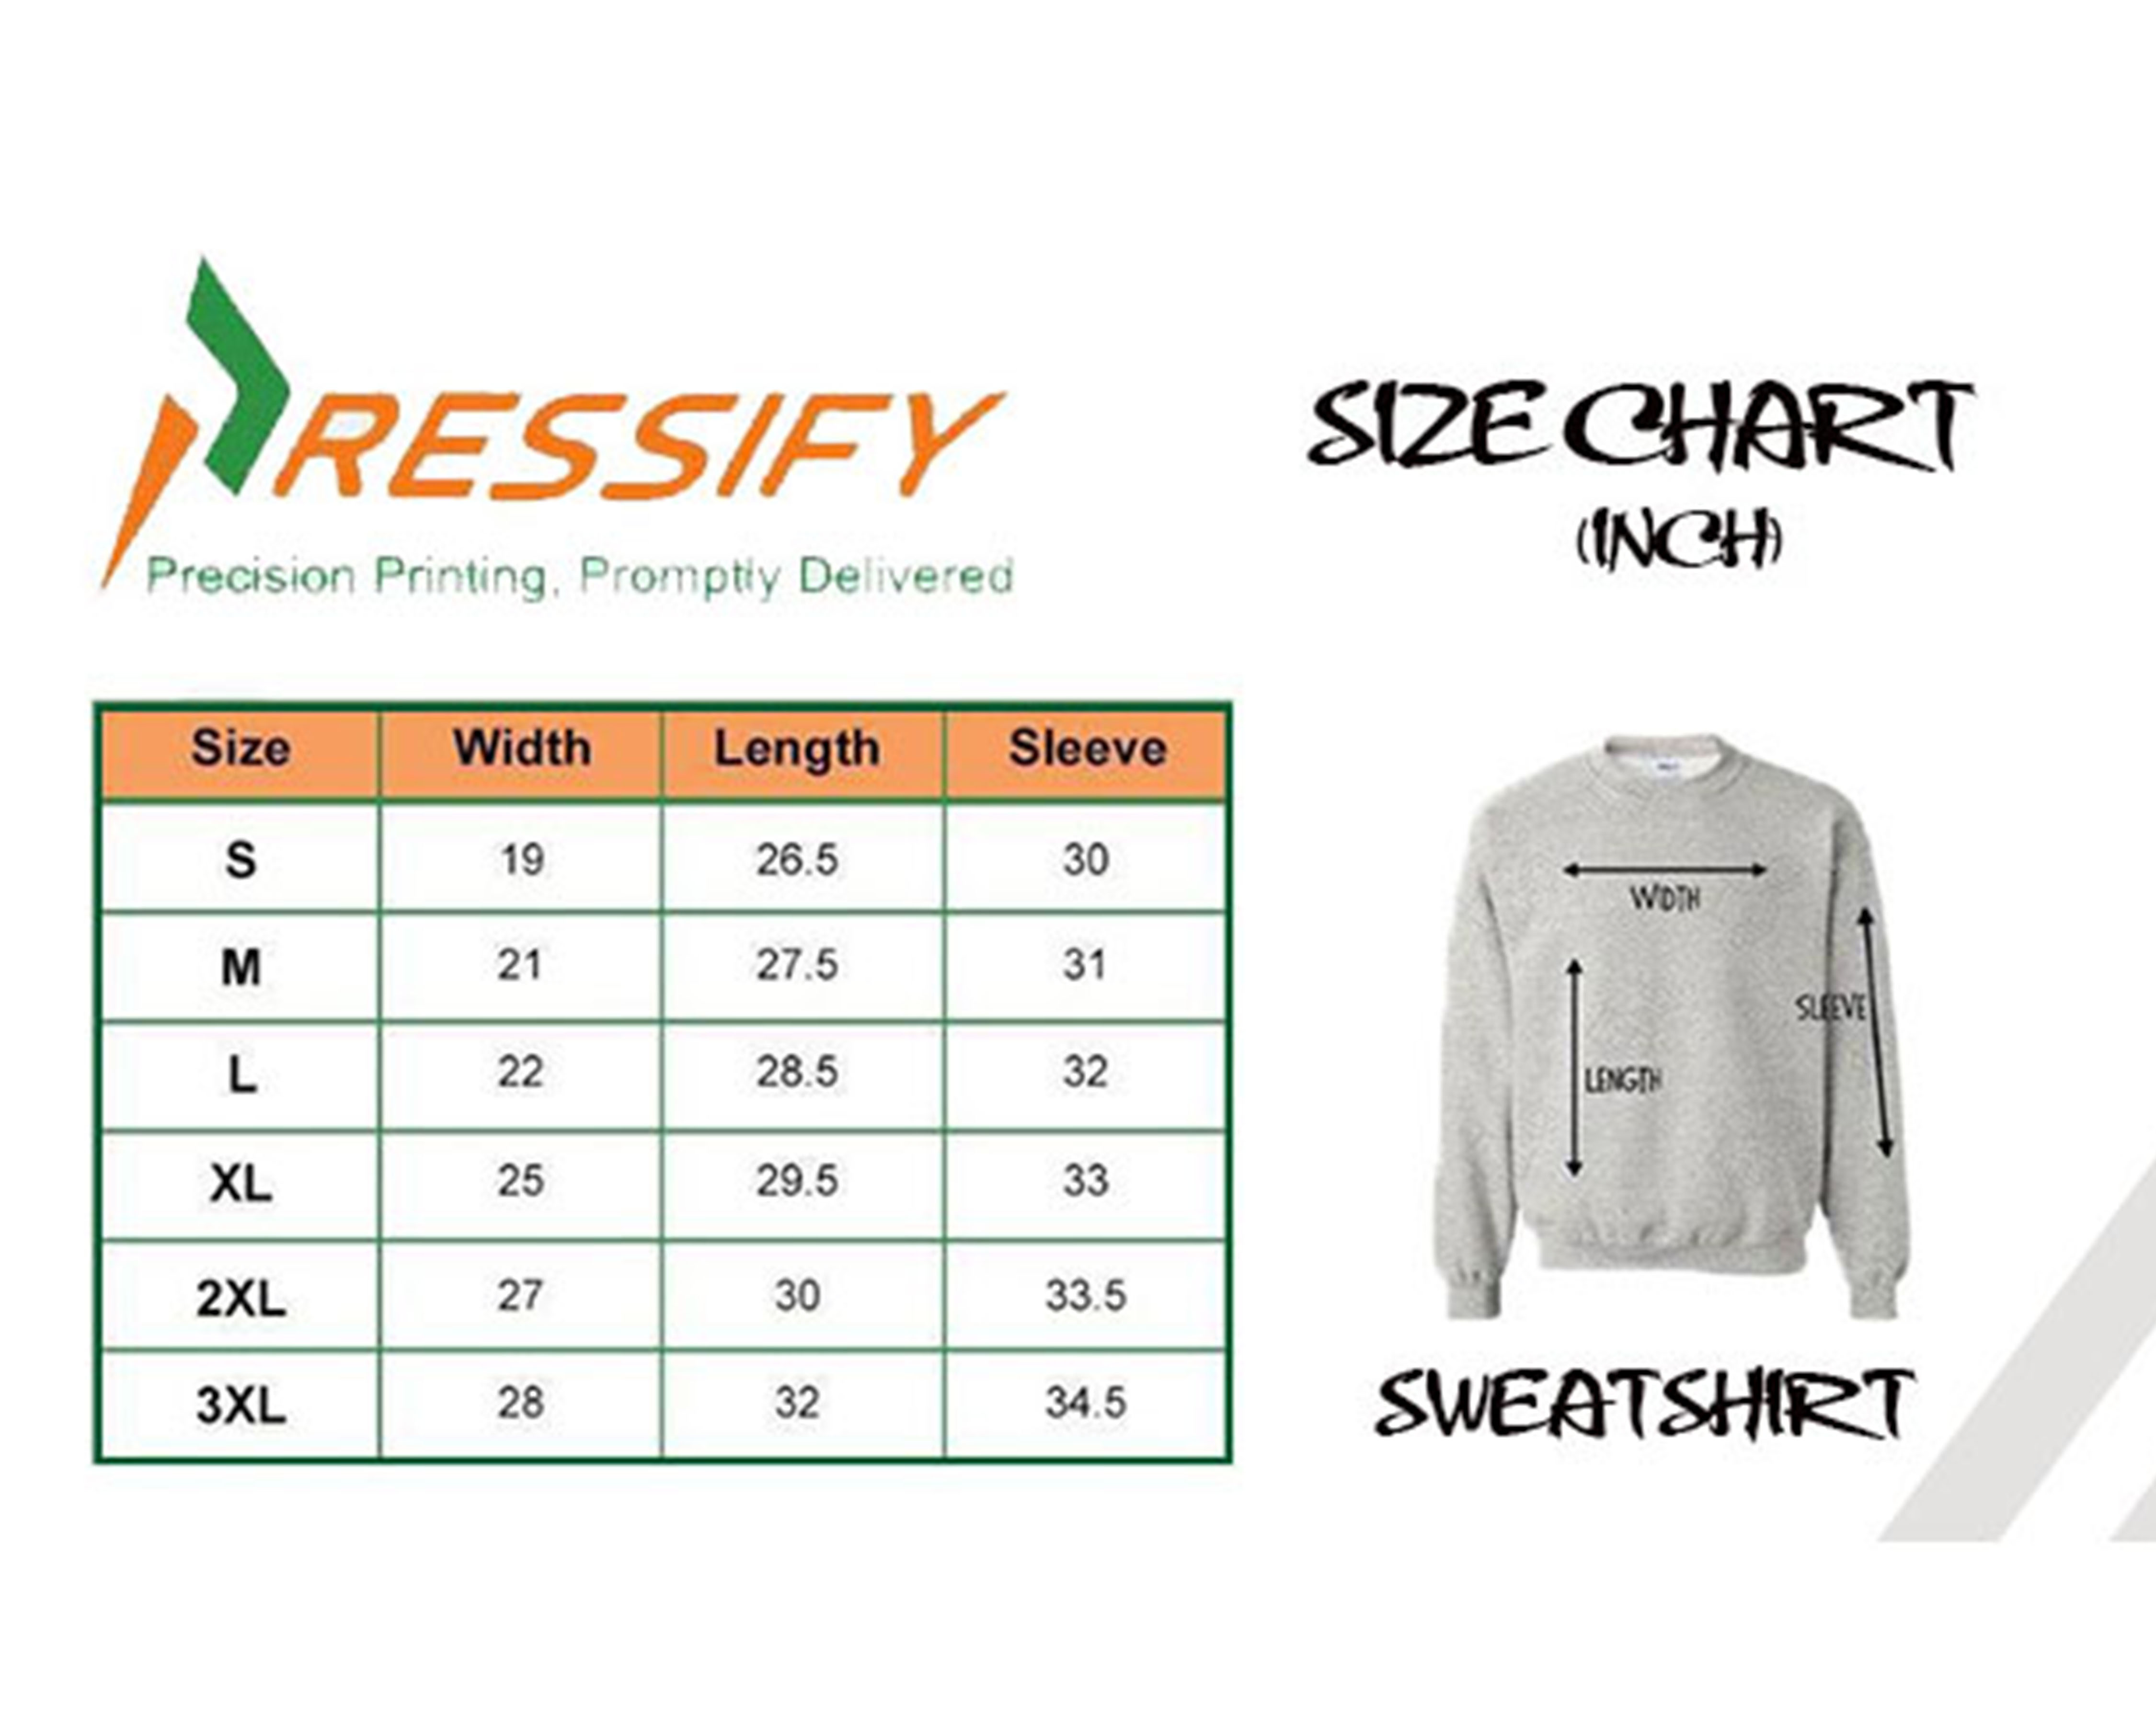 PRESSIFY
Precision Printing, Promptly Delivered
SIZE CHART
(INCH)
Size Width Length Sleeve
S 19 26.5 30
M 21 27.5 31
L 22 28.5 32
XL 25 29.5 33
2XL 27 30 33.5
3XL 28 32 34.5
WIDTH
SLEEVE
LENGTH
SWEATSHIRT